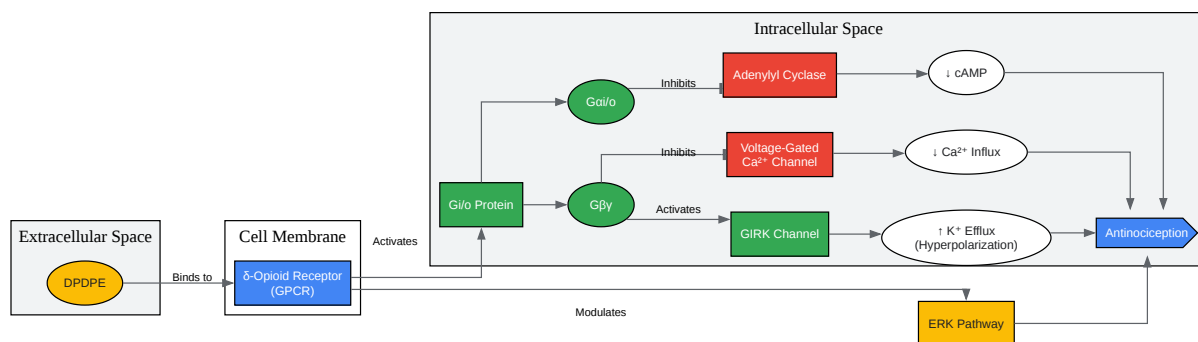 Intracellular Space
Adenylyl Cyclase
↓ cAMP
Inhibits
Gαi/o
Voltage-Gated
Ca²⁺ Channel
↓ Ca²⁺ Influx
Inhibits
Gi/o Protein
Gβγ
Activates
GIRK Channel
↑ K⁺ Efflux
(Hyperpolarization)
Antinociception
Extracellular Space
Cell Membrane
Activates
DPDPE
Binds to
δ-Opioid Receptor
(GPCR)
Modulates
ERK Pathway